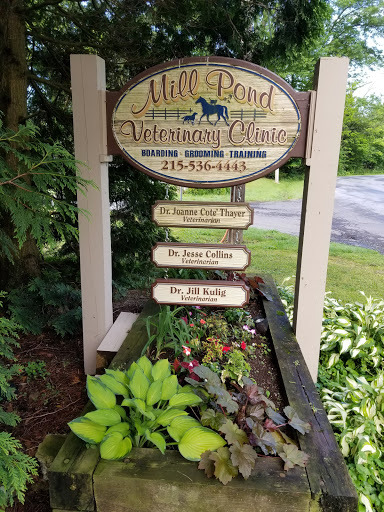 Mill Pond
Veterinary Clinic
BOARDING - GROOMING - TRAINING
215-536-4443
Dr. Joanne Cote' Thayer
Veterinarian
Dr. Jesse Collins
Veterinarian
Dr. Jill Kulig
Veterinarian